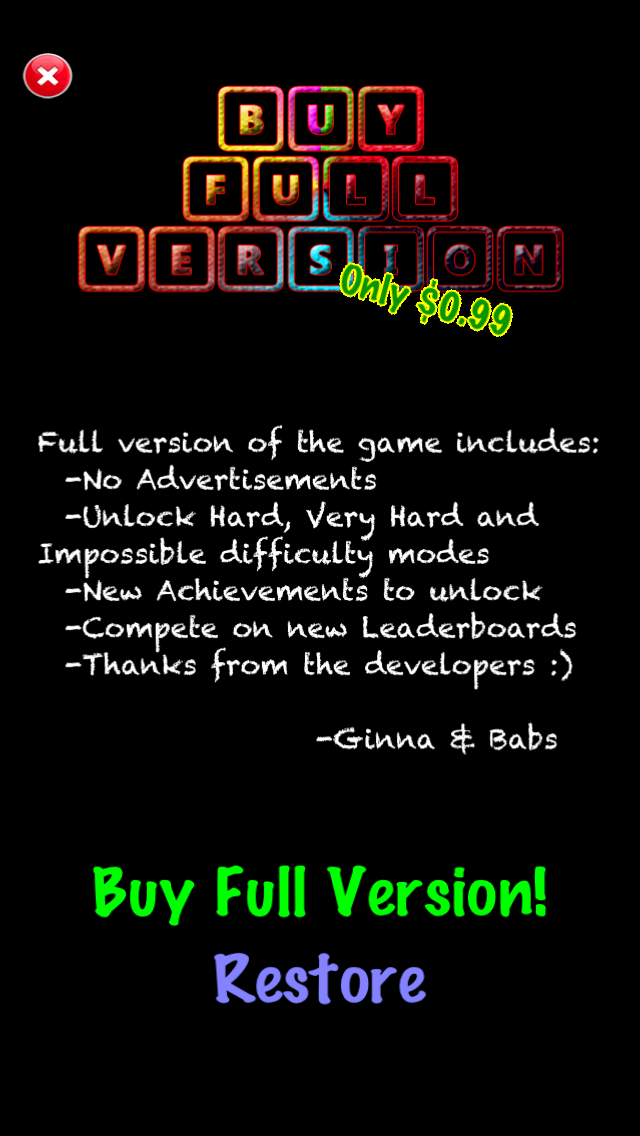 BUY
FULL
VERSION
Only $0.99
Full version of the game includes:
-No Advertisements
-Unlock Hard, Very Hard and
Impossible difficulty modes
-New Achievements to unlock
-Compete on new Leaderboards
-Thanks from the developers :)
-Ginna & Babs
Buy Full Version!
Restore